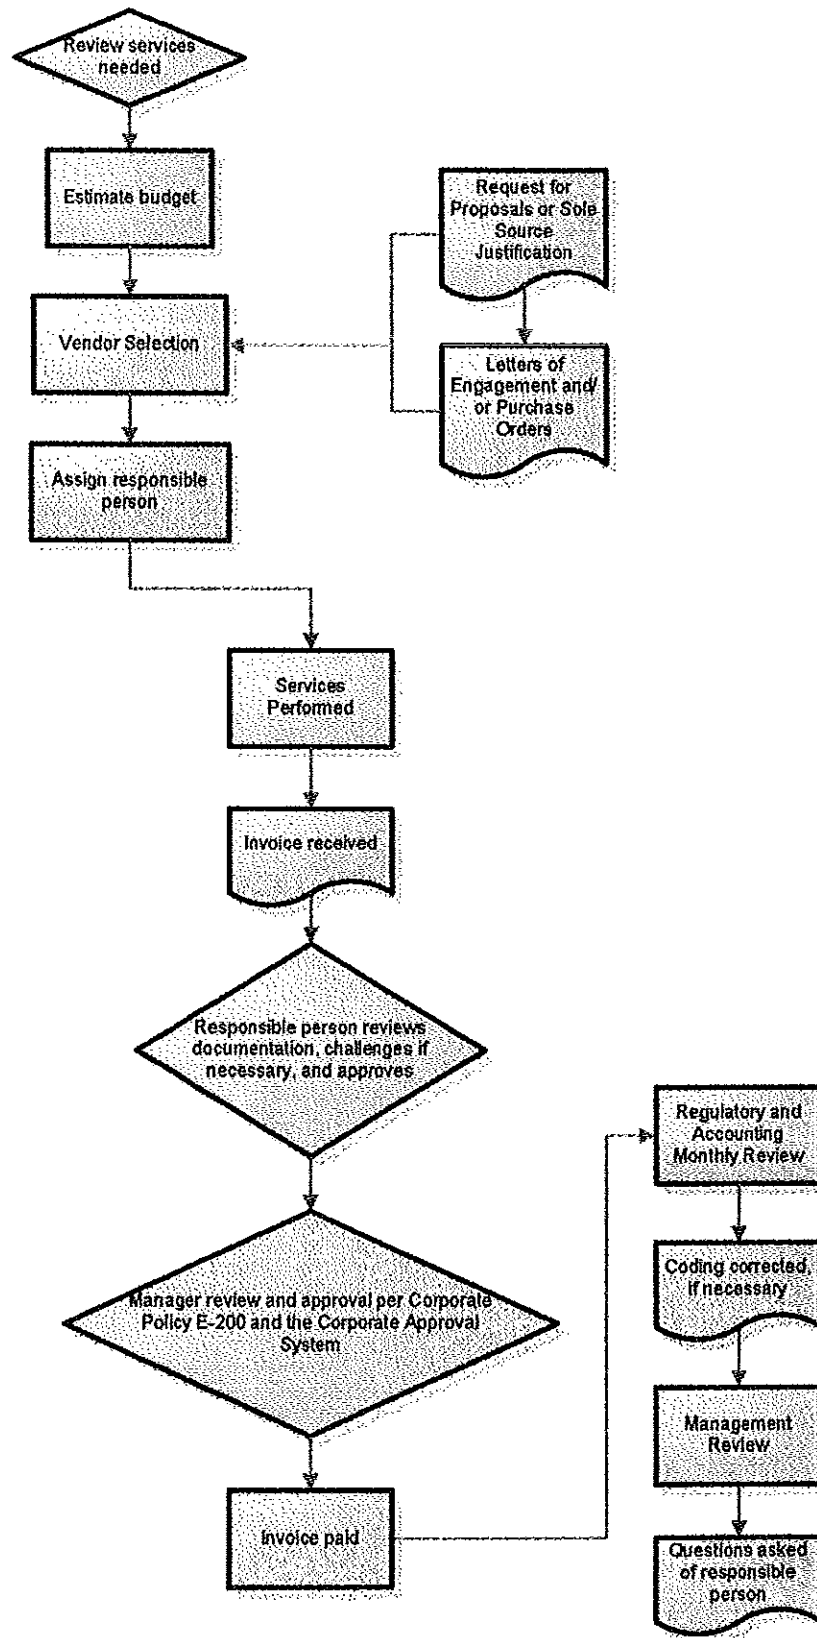 Review services
needed
Estimate budget
Request for
Proposals or Sole
Source
Justification
Vendor Selection
Letters of
Engagement and/
or Purchase
Orders
Assign responsible
person
Services
Performed
Invoice received
Responsible person reviews
documentation, challenges if
necessary, and approves
Manager review and approval per Corporate
Policy E-200 and the Corporate Approval
System
Invoice paid
Regulatory and
Accounting
Monthly Review
Coding corrected,
if necessary
Management
Review
Questions asked
of responsible
person